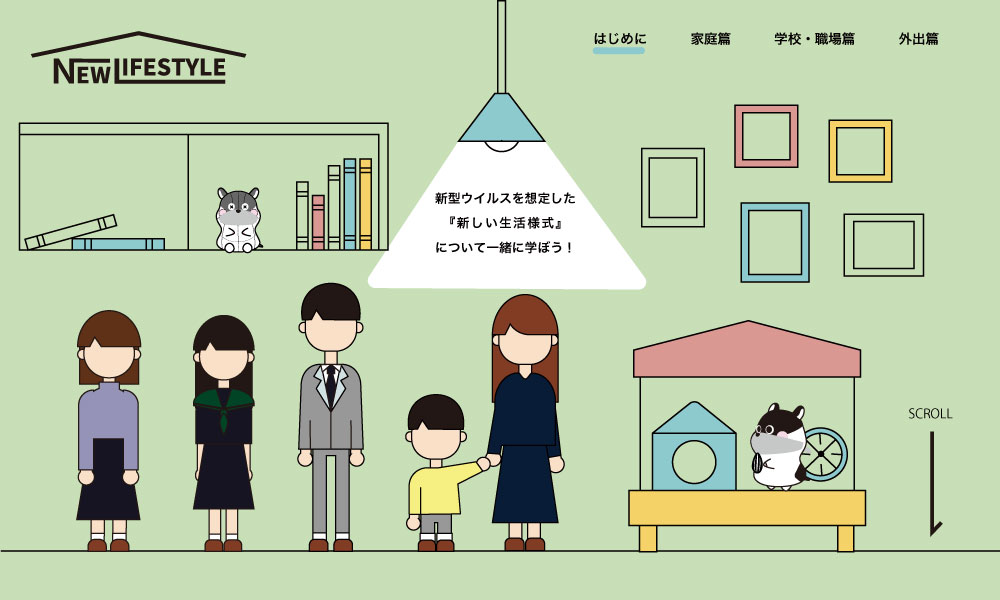 NEW LIFESTYLE
はじめに
家庭篇
学校・職場篇
外出篇
新型ウイルスを想定した
『新しい生活様式』
について一緒に学ぼう！
SCROLL